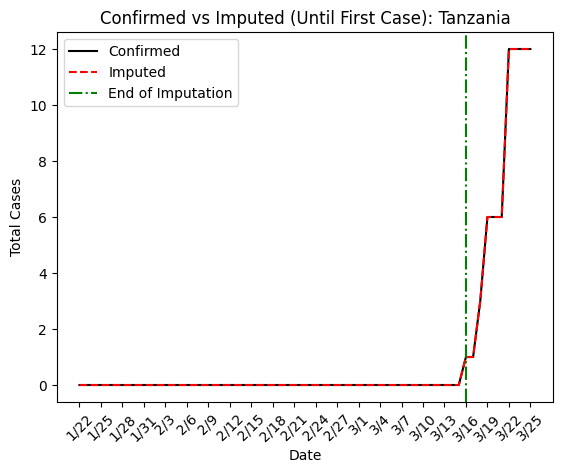 Confirmed vs Imputed (Until First Case): Tanzania
Confirmed
Imputed
End of Imputation
Total Cases
12
10
8
6
4
2
0
1/22 1/25 1/28 1/31 2/3 2/6 2/9 2/12 2/15 2/18 2/21 2/24 2/27 3/1 3/4 3/7 3/10 3/13 3/16 3/19 3/22 3/25
Date